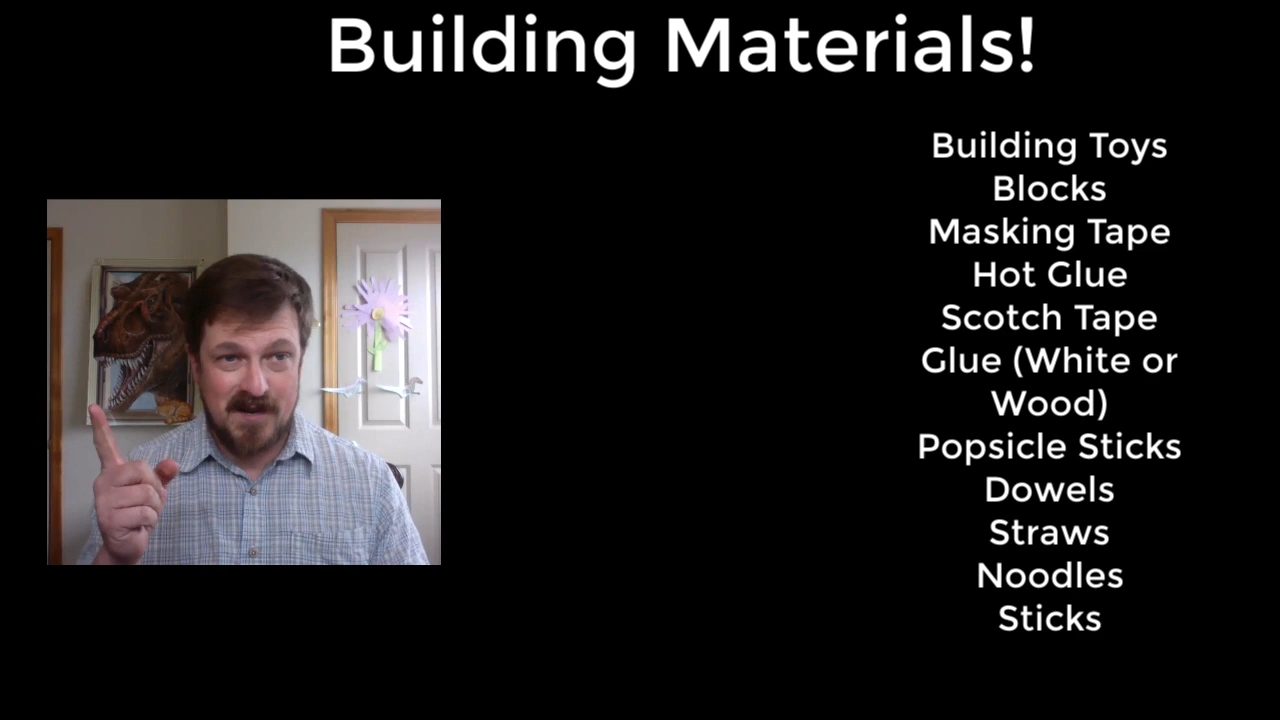 Building Materials!
Building Toys
Blocks
Masking Tape
Hot Glue
Scotch Tape
Glue (White or
Wood)
Popsicle Sticks
Dowels
Straws
Noodles
Sticks